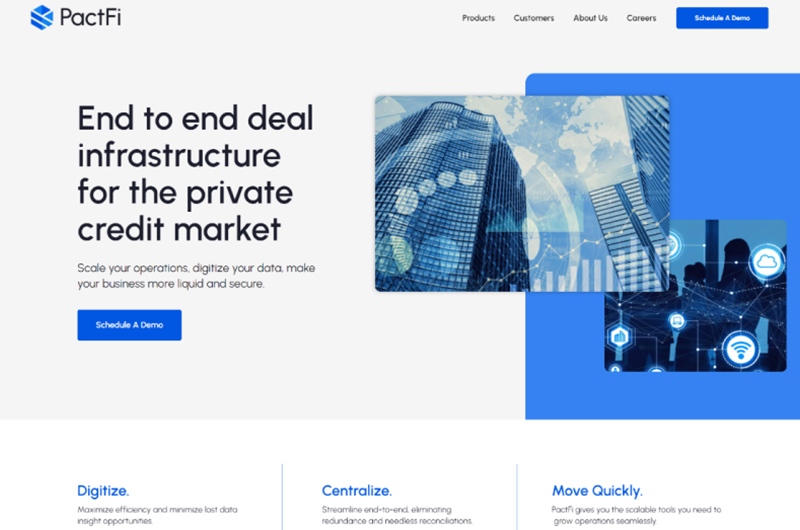 PactFi
Products Customers About Us Careers Schedule A Demo
End to end deal
infrastructure
for the private
credit market
Scale your operations, digitize your data, make
your business more liquid and secure.
Schedule A Demo
Digitize.
Maximize efficiency and minimize lost data
insight opportunities.
Centralize.
Streamline end-to-end, eliminating
redundance and needless reconciliations.
Move Quickly.
PactFi gives you the scalable tools you need to
grow operations seamlessly.